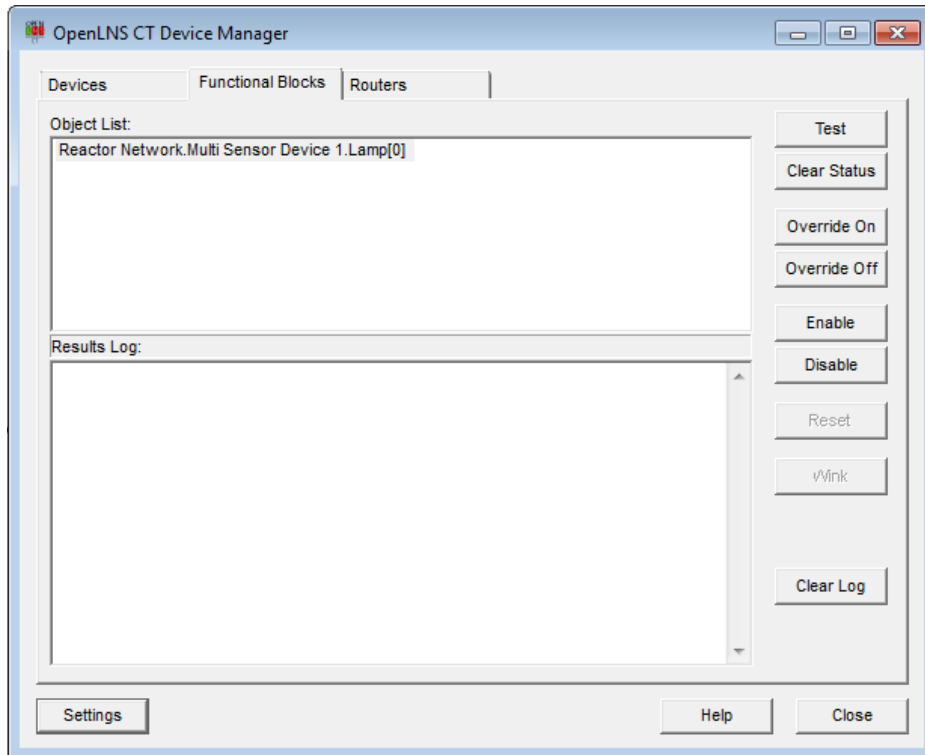 OpenLNS CT Device Manager
Devices
Functional Blocks
Routers
Object List:
Reactor Network.Multi Sensor Device 1.Lamp[0]
Test
Clear Status
Override On
Override Off
Enable
Results Log:
Disable
Reset
Wink
Clear Log
Settings
Help
Close